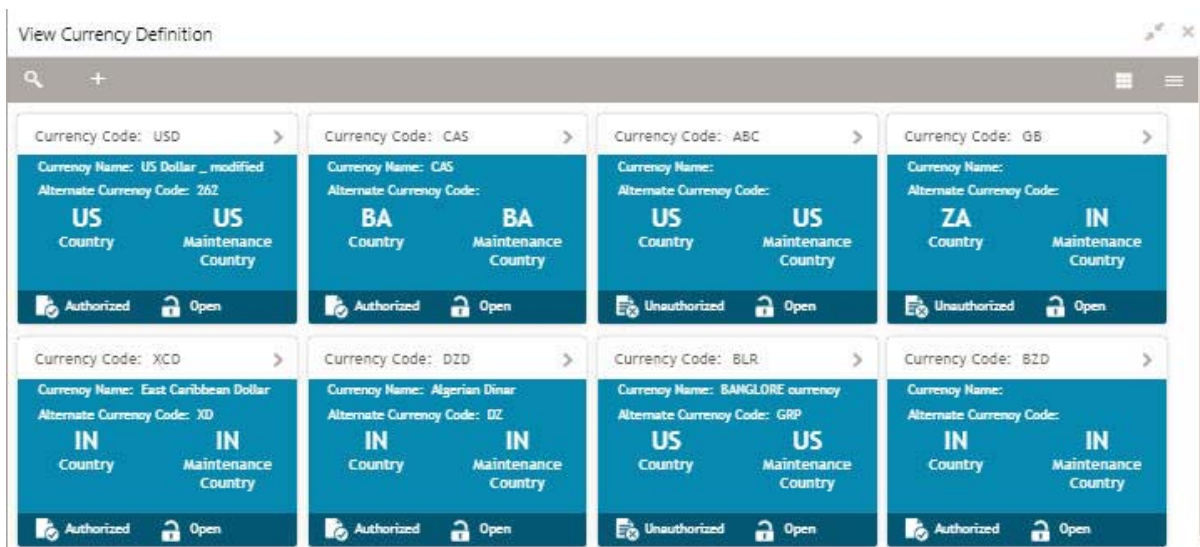 View Currency Definition
Currency Code: USD
Currency Name: US Dollar _ modified
Alternate Currency Code: 262
US US
Country Maintenance
Country
Authorized Open
Currency Code: CAS
Currency Name: CAS
Alternate Currency Code:
BA BA
Country Maintenance
Country
Authorized Open
Currency Code: ABC
Currency Name:
Alternate Currency Code:
US US
Country Maintenance
Country
Unauthorized Open
Currency Code: GB
Currency Name:
Alternate Currency Code:
ZA IN
Country Maintenance
Country
Unauthorized Open
Currency Code: XCD
Currency Name: East Caribbean Dollar
Alternate Currency Code: XD
IN IN
Country Maintenance
Country
Authorized Open
Currency Code: DZD
Currency Name: Algerian Dinar
Alternate Currency Code: DZ
IN IN
Country Maintenance
Country
Authorized Open
Currency Code: BLR
Currency Name: BANGLORE currency
Alternate Currency Code: GRP
US US
Country Maintenance
Country
Unauthorized Open
Currency Code: BZD
Currency Name:
Alternate Currency Code:
IN IN
Country Maintenance
Country
Authorized Open